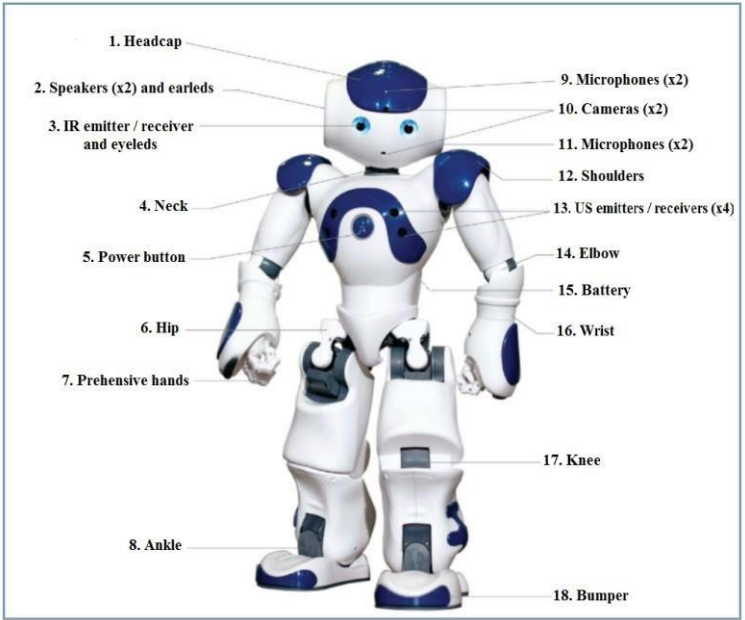 1. Headcap
2. Speakers (x2) and earleds
3. IR emitter / receiver
and eyeleds
4. Neck
5. Power button
6. Hip
7. Prehensive hands
8. Ankle
9. Microphones (x2)
10. Cameras (x2)
11. Microphones (x2)
12. Shoulders
13. US emitters / receivers (x4)
14. Elbow
15. Battery
16. Wrist
17. Knee
18. Bumper